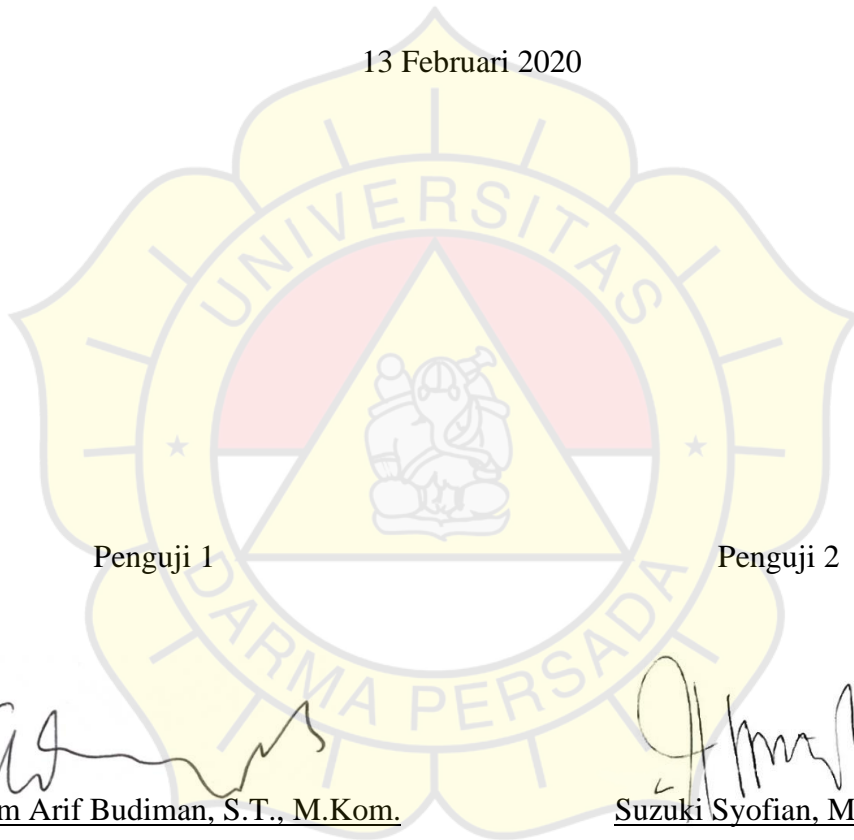 13 Februari 2020
UNIVERSITAS
DARMA PERSADA
Penguji 1 Penguji 2
Arif Budiman, S.T., M.Kom. Suzuki Syofian,